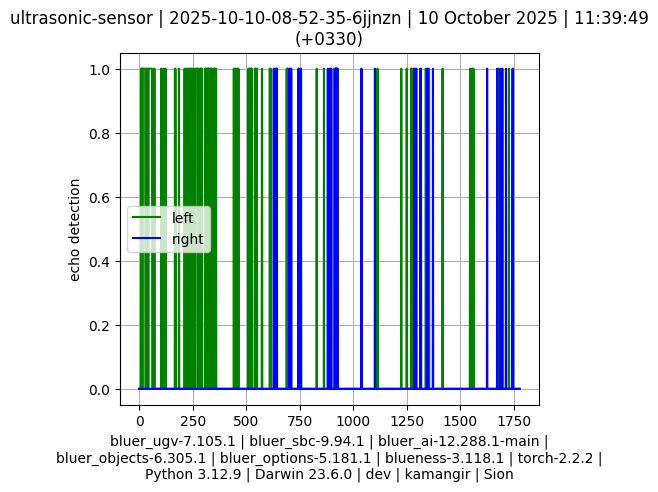 ultrasonic-sensor | 2025-10-10-08-52-35-6jjnzn | 10 October 2025 | 11:39:49
(+0330)
1.0
0.8
0.6
0.4
0.2
0.0
echo detection
left
right
0 250 500 750 1000 1250 1500 1750
bluer_ugv-7.105.1 | bluer_sbc-9.94.1 | bluer_ai-12.288.1-main |
bluer_objects-6.305.1 | bluer_options-5.181.1 | blueness-3.118.1 | torch-2.2.2 |
Python 3.12.9 | Darwin 23.6.0 | dev | kamangir | Sion